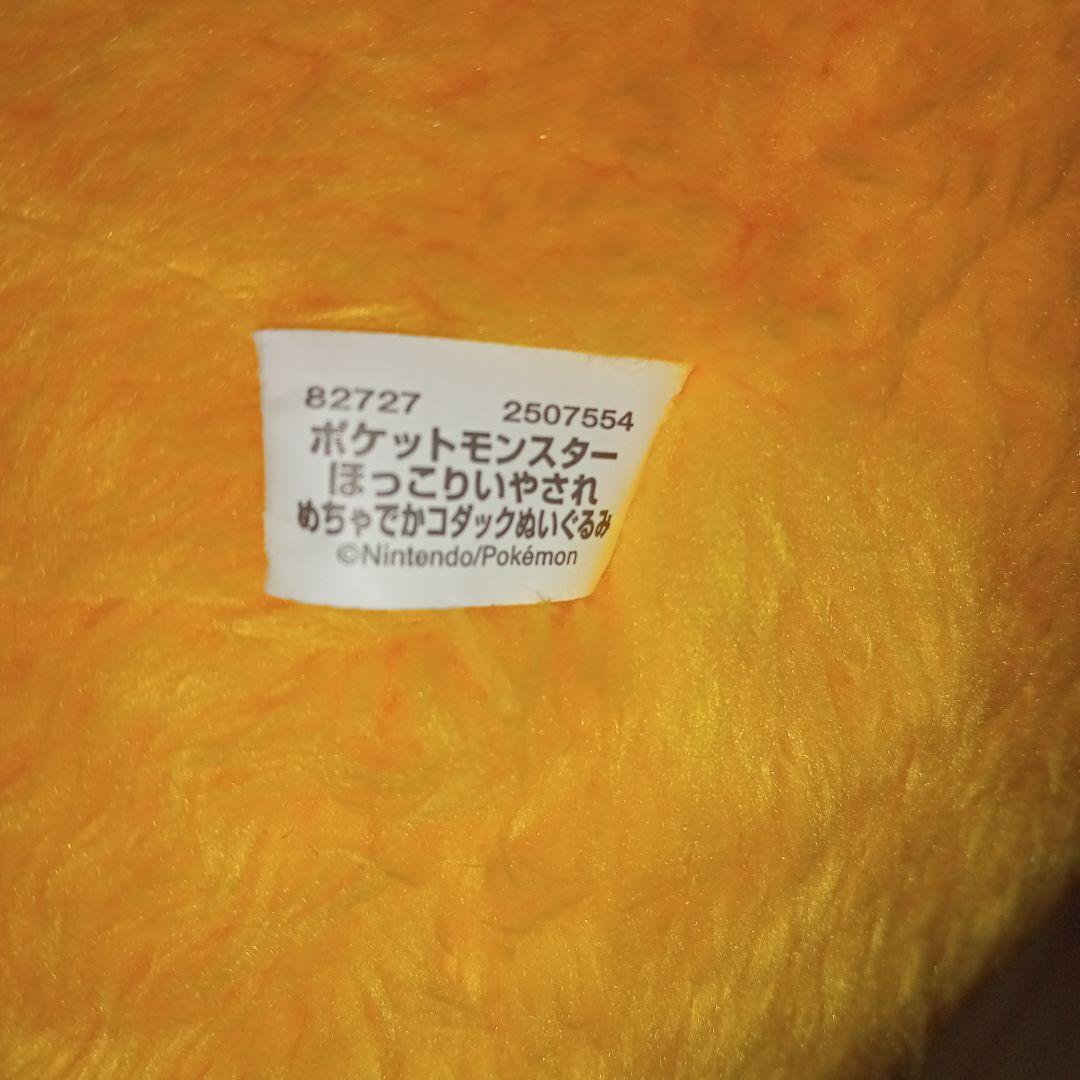 82727 2507554
ポケットモンスター
ほっこりいやされ
めちゃでかコダックぬいぐるみ
©Nintendo/Pokémon